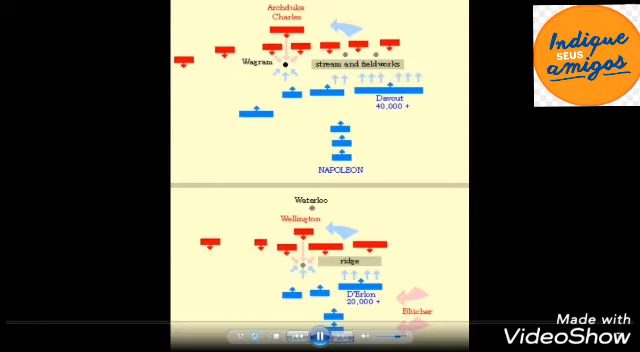 Archduke
Charles
Wagram
stream and fieldworks
Davout
40,000 +
NAPOLEON
Waterloo
Wellington
ridge
D'Erlon
20,000 +
Blücher
Indique
SEUS
amigos
Made with
VideoShow